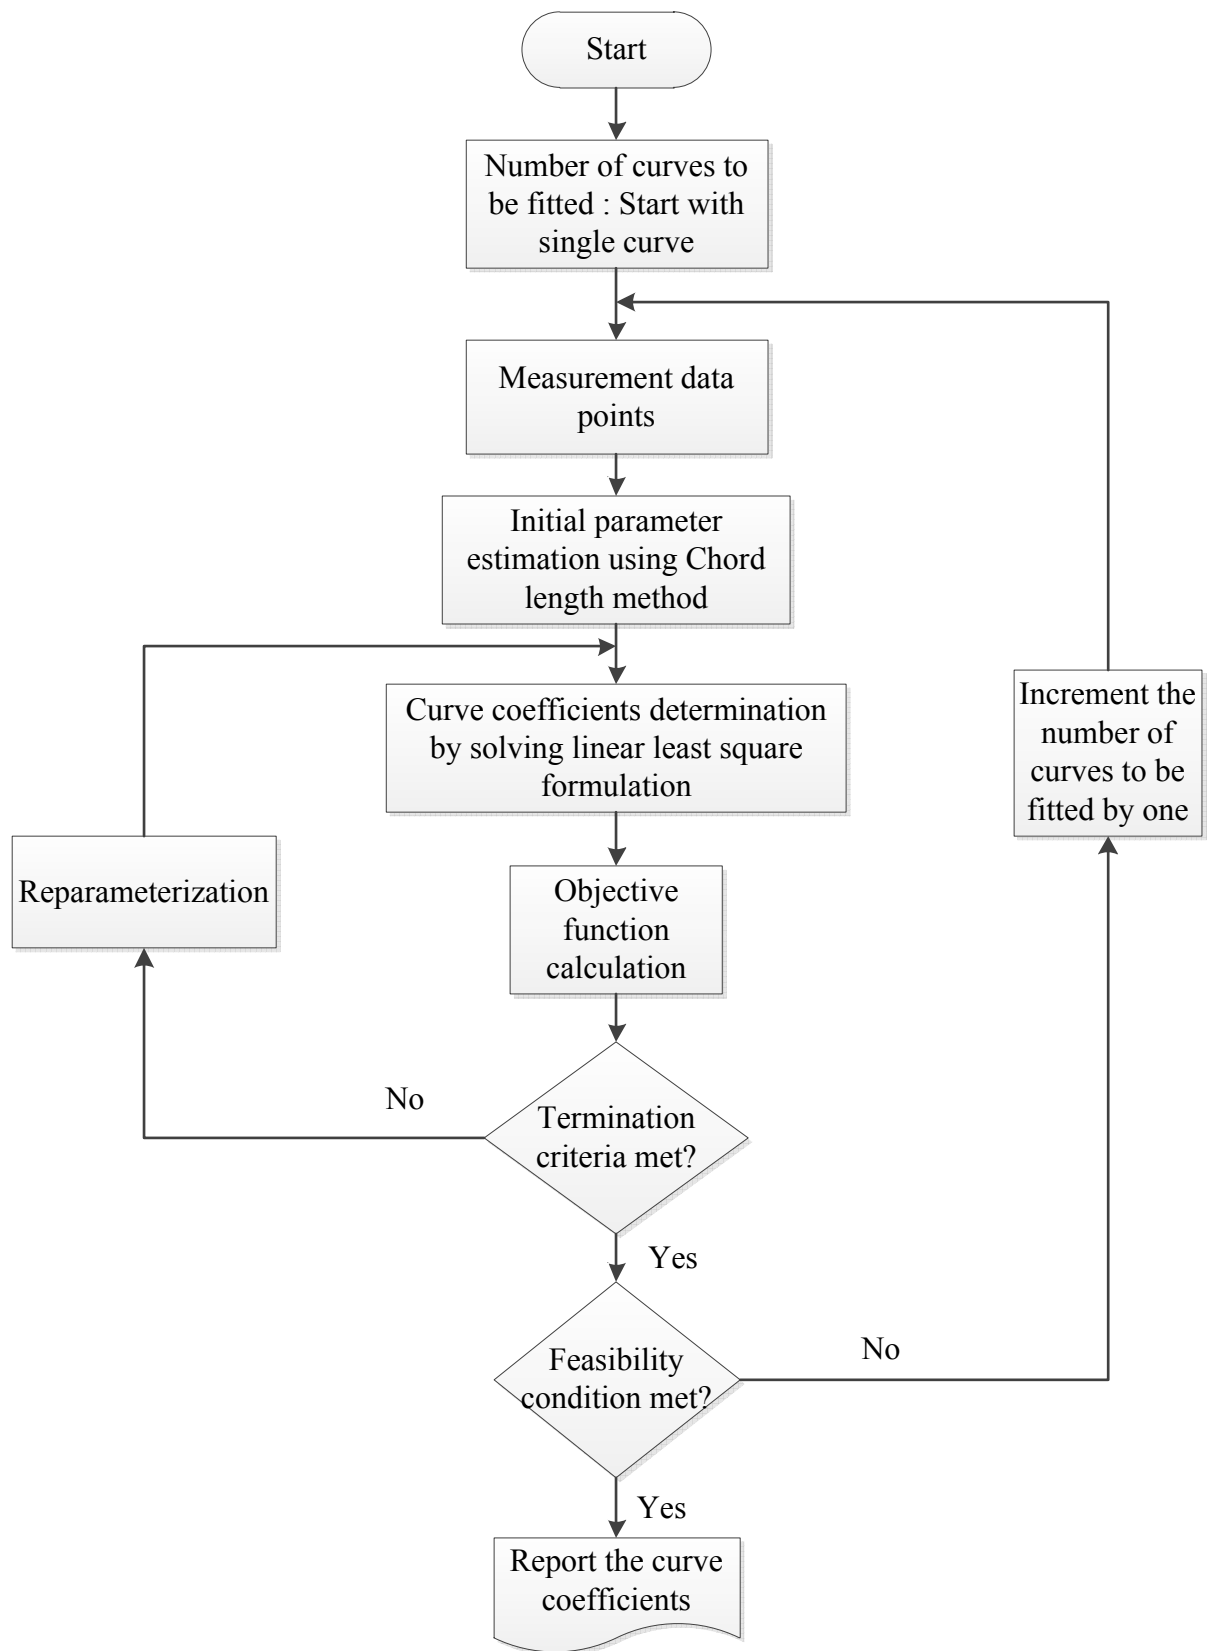 Start
Number of curves to
be fitted : Start with
single curve
Measurement data
points
Initial parameter
estimation using Chord
length method
Curve coefficients determination
by solving linear least square
formulation
Increment the
number of
curves to be
fitted by one
Reparameterization
Objective
function
calculation
No
Termination
criteria met?
Yes
Feasibility
condition met?
No
Yes
Report the curve
coefficients